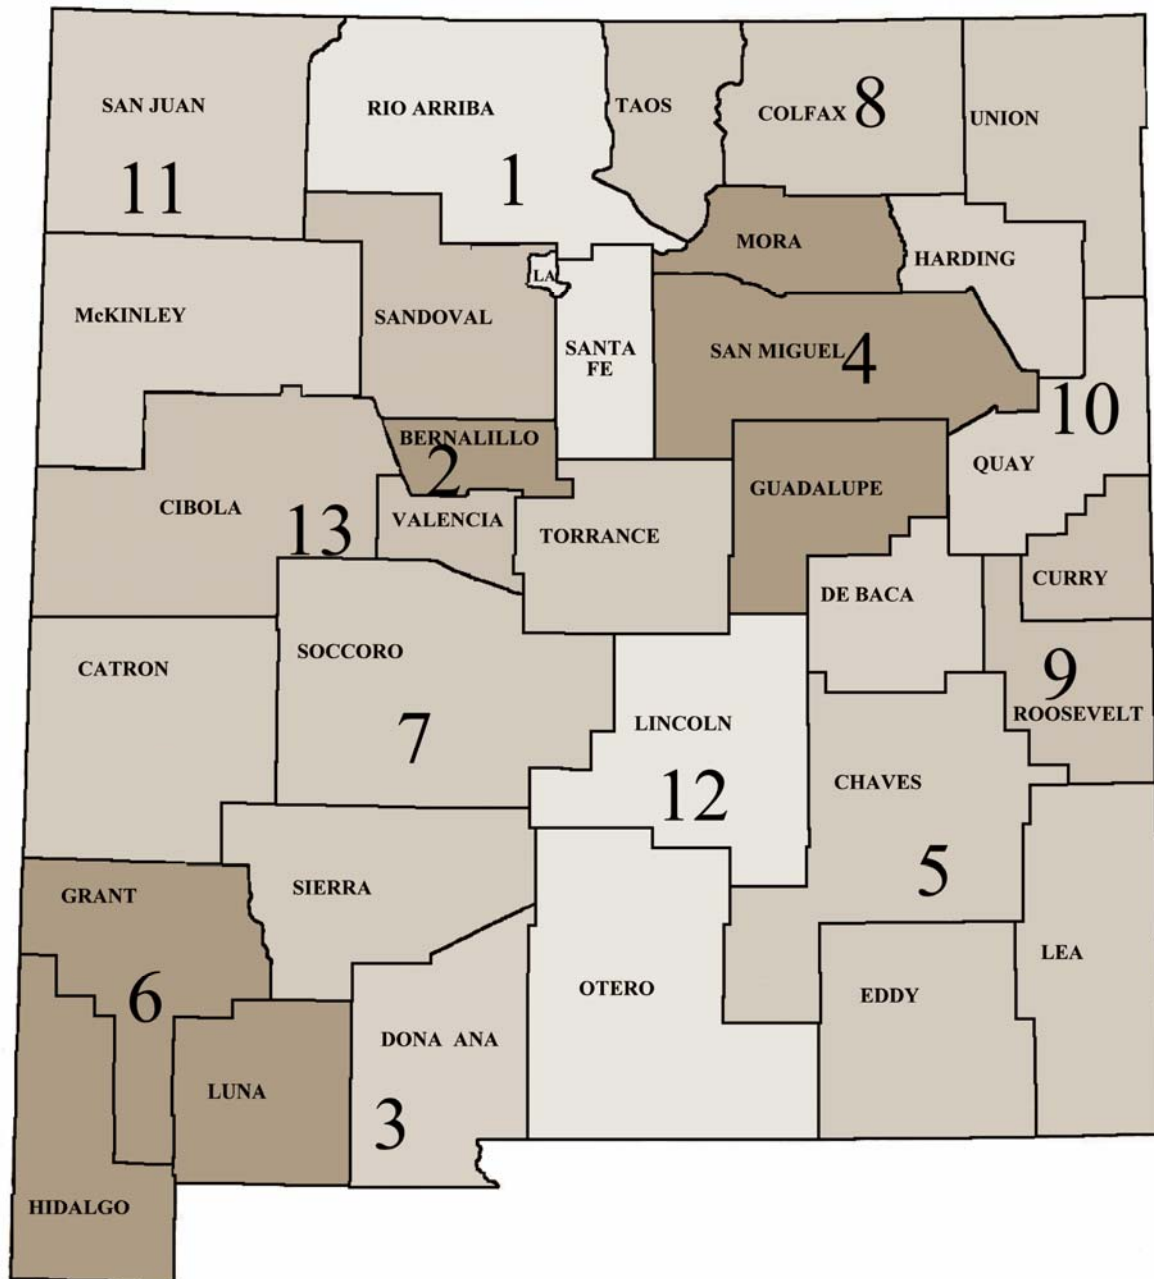 SAN JUAN
11
RIO ARRIBA
1
TAOS
COLFAX 8
UNION
MORA
HARDING
McKINLEY
SANDOVAL
LA
SANTA
FE
SAN MIGUEL 4
10
QUAY
BERNALILLO
2
CIBOLA
13
VALENCIA
TORRANCE
GUADALUPE
DE BACA
CURRY
CATRON
SOCCORO
7
LINCOLN
12
9
ROOSEVELT
CHAVES
5
GRANT
6
SIERRA
LEA
OTERO
EDDY
DONA ANA
3
LUNA
HIDALGO